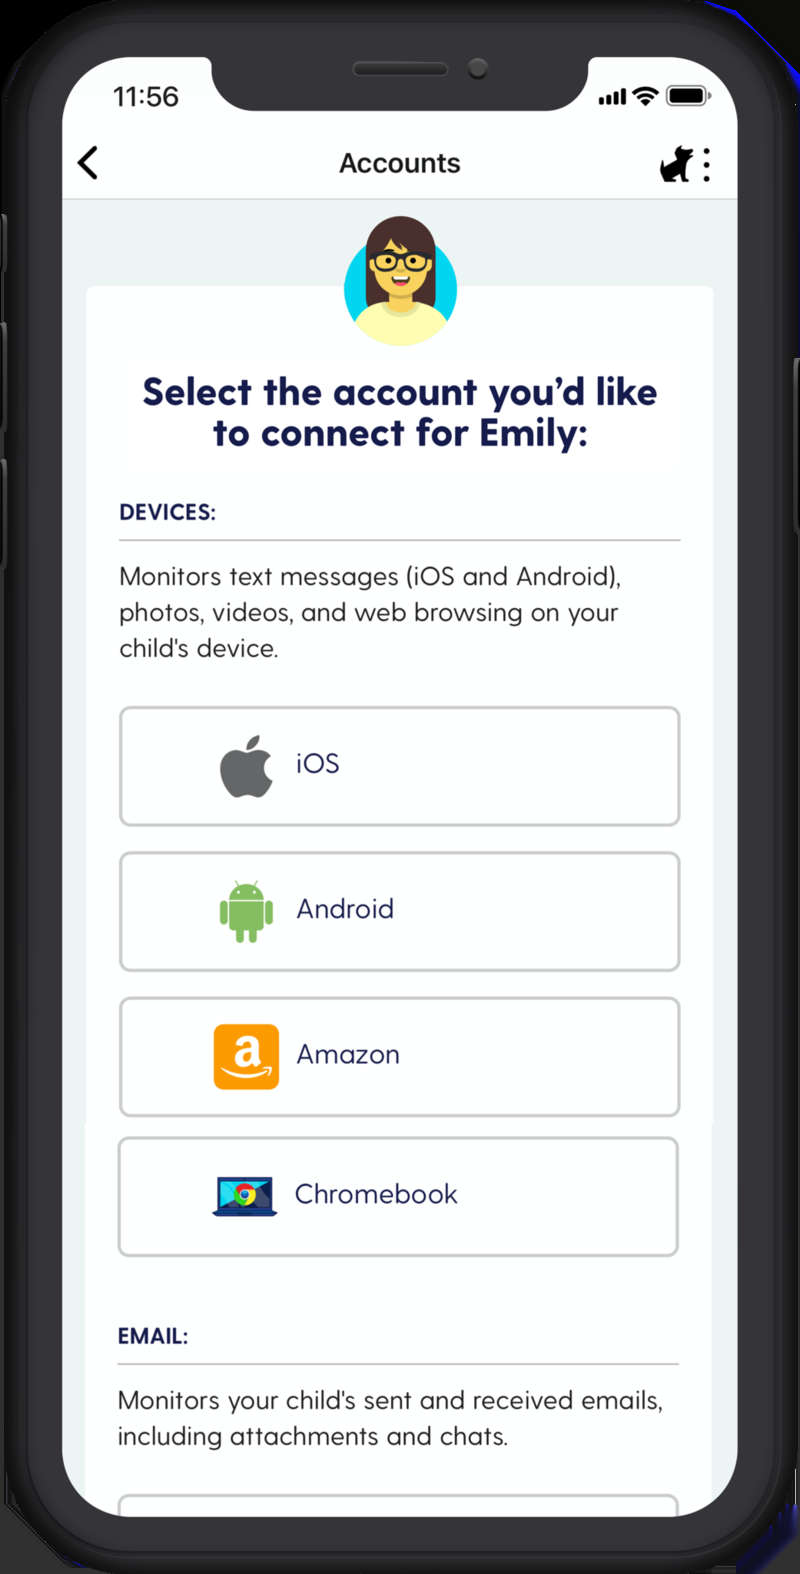 11:56
Accounts
Select the account you’d like
to connect for Emily:
DEVICES:
Monitors text messages (iOS and Android),
photos, videos, and web browsing on your
child's device.
iOS
Android
a
Amazon
Chromebook
EMAIL:
Monitors your child's sent and received emails,
including attachments and chats.